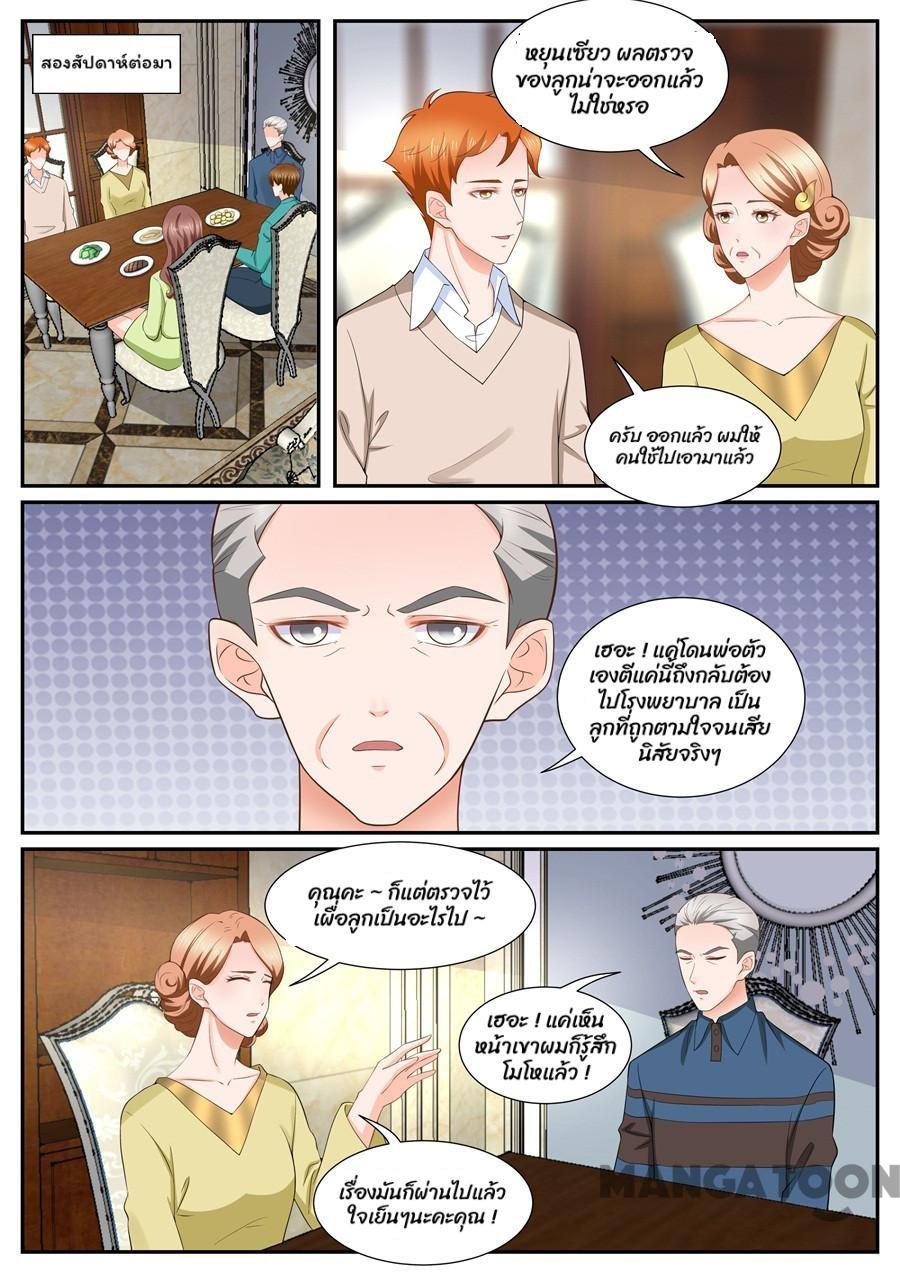 สองสัปดาห์ต่อมา
หยุนเซียว ผลตรวจ
ของลูกน่าจะออกแล้ว
ไม่ใช่หรอ
ครับ ออกแล้ว ผมให้
คนใช้ไปเอามาแล้ว
เฮอะ ! แค่โดนพ่อตัว
เองตีแค่นี้ถึงกลับต้อง
ไปโรงพยาบาล เป็น
ลูกที่ถูกตามใจจนเสีย
นิสัยจริงๆ
คุณคะ ~ ก็แต่ตรวจไว้
เผื่อลูกเป็นอะไรไป ~
เฮอะ ! แค่เห็น
หน้าเขาผมก็รู้สึก
โมโหแล้ว !
เรื่องมันก็ผ่านไปแล้ว
ใจเย็นๆนะคะคุณ !
MANGATOON